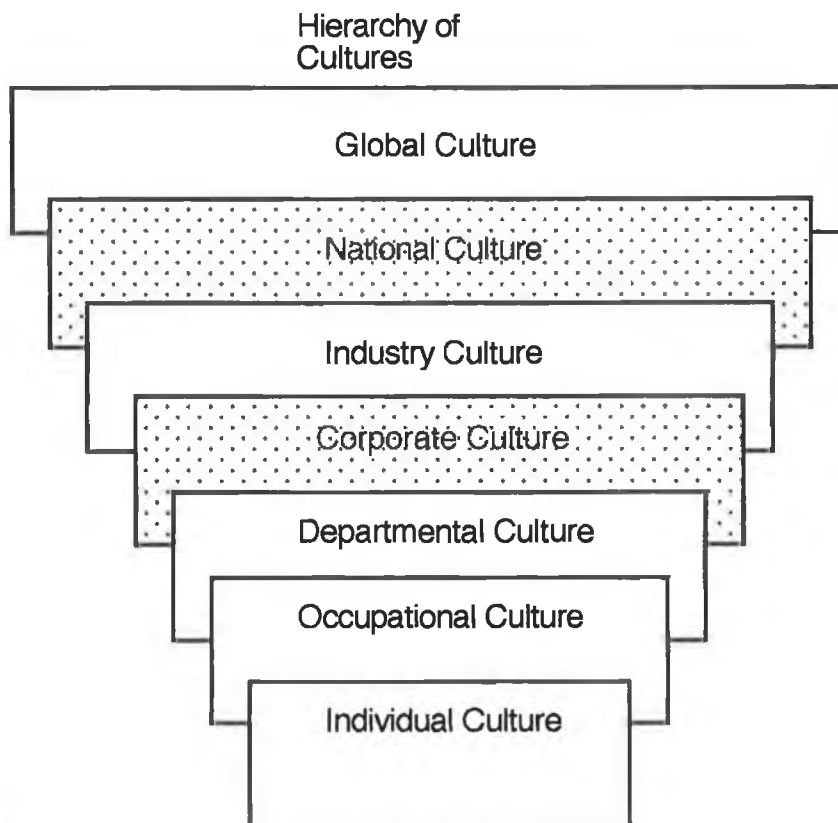 Hierarchy of
Cultures
Global Culture
National Culture
Industry Culture
Corporate Culture
Departmental Culture
Occupational Culture
Individual Culture